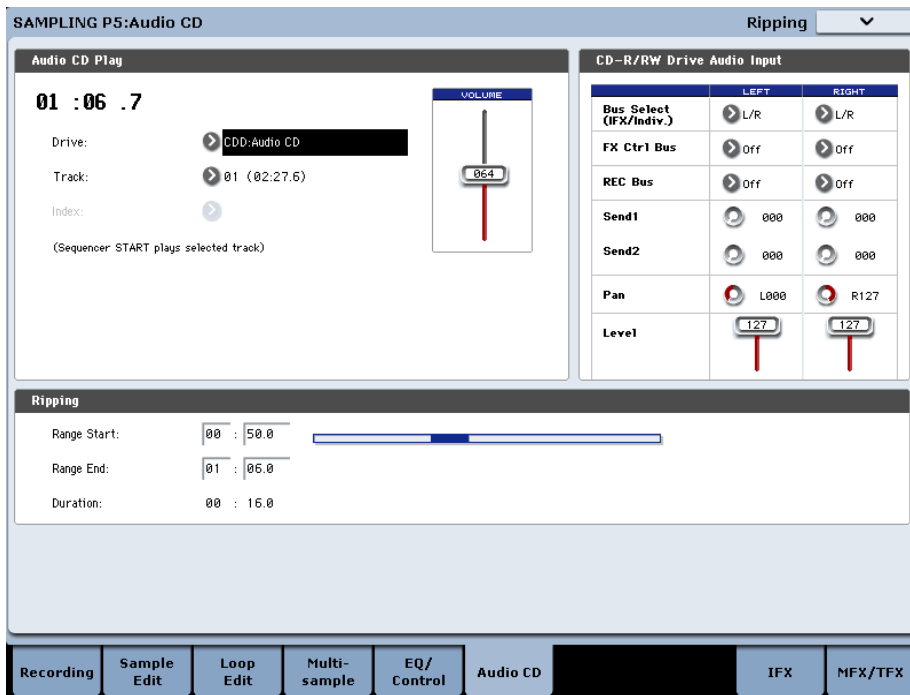 SAMPLING P5:Audio CD
Ripping
Audio CD Play
01 :06 .7
Drive:
CDD:Audio CD
Track:
01 (02:27.6)
Index:
(Sequencer START plays selected track)
VOLUME
064
CD-R/RW Drive Audio Input
LEFT RIGHT
Bus Select
(IFX/Indiv.)
L/R L/R
FX Ctrl Bus Off Off
REC Bus Off Off
Send1 000 000
Send2 000 000
Pan L000 R127
Level 127 127
Ripping
Range Start: 00 : 50.0
Range End: 01 : 06.0
Duration: 00 : 16.0
Recording
Sample
Edit
Loop
Edit
Multi-
sample
EQ/
Control
Audio CD
IFX
MFX/TFX